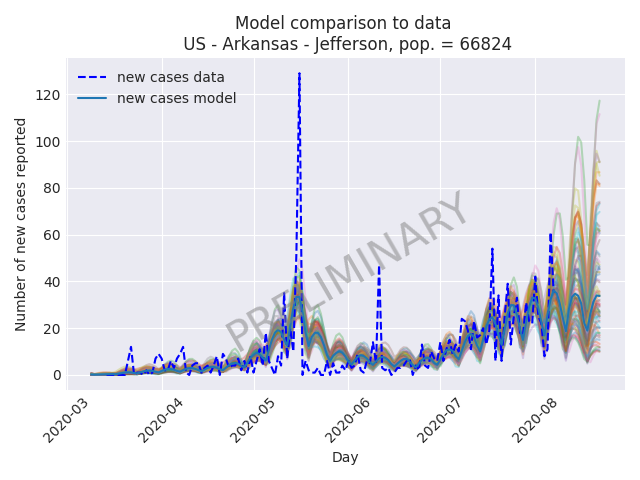 Model comparison to data
US - Arkansas - Jefferson, pop. = 66824
new cases data
new cases model
Number of new cases reported
120
100
80
60
40
20
0
PRELIMINARY
2020-03
2020-04
2020-05
2020-06
2020-07
2020-08
Day